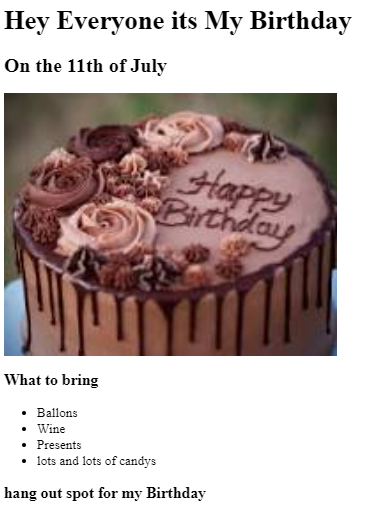 Hey Everyone its My Birthday
On the 11th of July
Happy
Birthday
What to bring
Ballons
Wine
Presents
lots and lots of candys
hang out spot for my Birthday